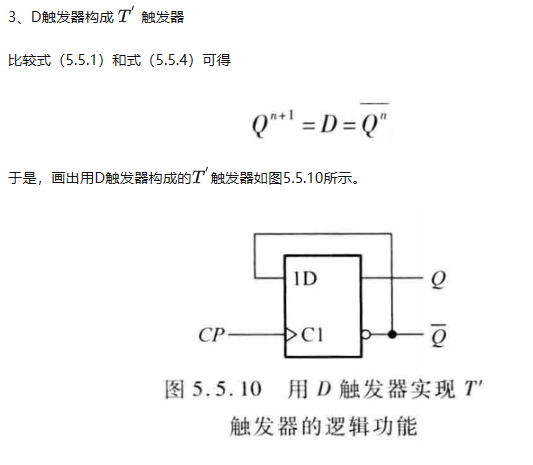 3、D触发器构成 T′ 触发器
比较式（5.5.1）和式（5.5.4）可得
Qⁿ⁺¹ = D = \overline{Qⁿ}
于是，画出用D触发器构成的T′触发器如图5.5.10所示。
1D
Q
CP
C1
\overline{Q}
图 5.5.10 用 D 触发器实现 T′
触发器的逻辑功能